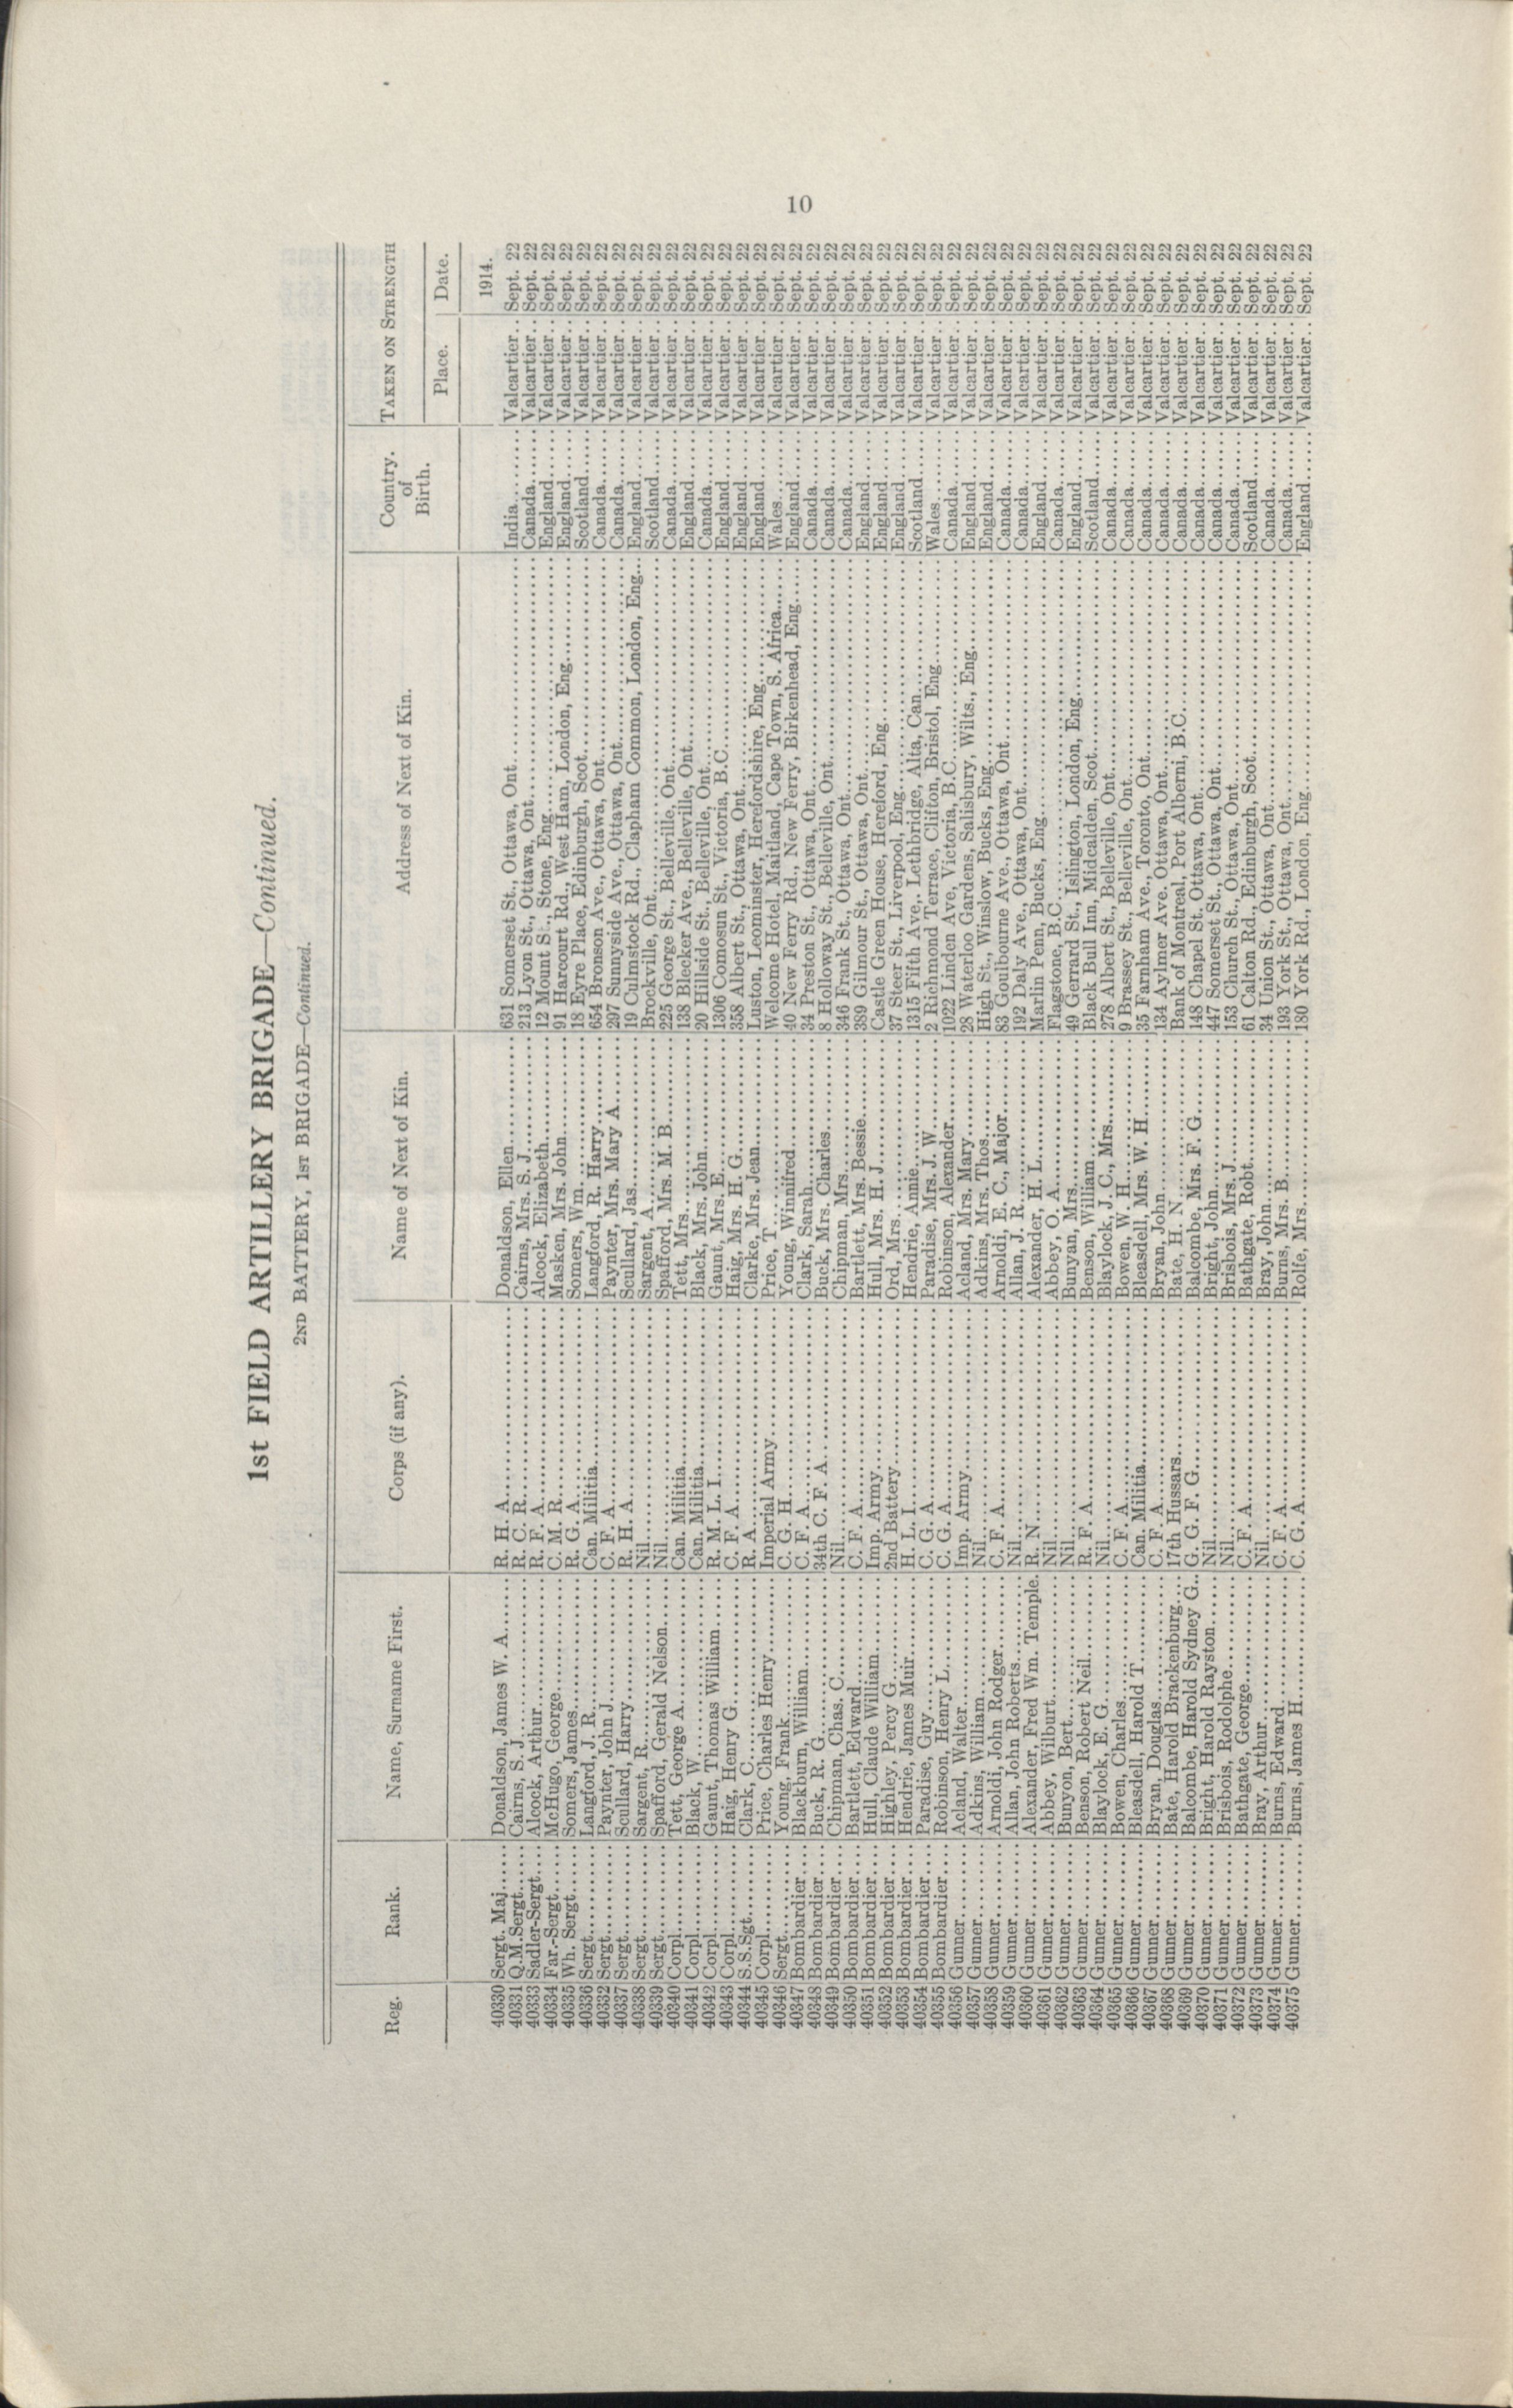 10
1st FIELD ARTILLERY BRIGADE—Continued.
2ND BATTERY, 1ST BRIGADE—Continued.
Reg. Rank. Name, Surname First. Corps (if any). Name of Next of Kin. Address of Next of Kin. Country of Birth. TAKEN ON STRENGTH
Place. Date.
1914.
40330 Sergt. Maj...... Donaldson, James W. A...... R. H. A...... Donaldson, Ellen...... 631 Somerset St., Ottawa, Ont...... India...... Valcartier.. Sept. 22
40331 Q.M.Sergt...... Cairns, S. J...... R. C. R...... Cairns, Mrs. S. J...... 213 Lyon St., Ottawa, Ont...... Canada...... Valcartier.. Sept. 22
40333 Sadler-Sergt.... Alcock, Arthur...... R. F. A...... Alcock, Elizabeth...... 12 Mount St., Stone, Eng...... England...... Valcartier.. Sept. 22
40334 Far.-Sergt...... McHugo, George...... C. M. R...... Masken, Mrs. John...... 91 Harcourt Rd., West Ham, London, Eng...... England...... Valcartier.. Sept. 22
40335 Wh. Sergt...... Somers, James...... R. G. A...... Somers, Wm...... 18 Eyre Place, Edinburgh, Scot...... Scotland...... Valcartier.. Sept. 22
40336 Sergt...... Langford, J. R...... Can. Militia...... Langford, R. Harry...... 654 Bronson Ave., Ottawa, Ont...... Canada...... Valcartier.. Sept. 22
40332 Sergt...... Paynter, John J...... C. F. A...... Paynter, Mrs. Mary A...... 297 Sunnyside Ave., Ottawa, Ont...... Canada...... Valcartier.. Sept. 22
40337 Sergt...... Scullard, Harry...... R. H. A...... Scullard, Jas...... 19 Culmstock Rd., Clapham Common, London, Eng... England...... Valcartier.. Sept. 22
40338 Sergt...... Sargent, R...... Nil...... Sargent, A...... Brockville, Ont...... Scotland...... Valcartier.. Sept. 22
40339 Sergt...... Spafford, Gerald Nelson...... Nil...... Spafford, Mrs. M. B...... 225 George St., Belleville, Ont...... Canada...... Valcartier.. Sept. 22
40340 Corpl...... Tett, George A...... Can. Militia...... Tett, Mrs...... 138 Blecker Ave., Belleville, Ont...... England...... Valcartier.. Sept. 22
40341 Corpl...... Black, W...... Can. Militia...... Black, Mrs. John...... 20 Hillside St., Belleville, Ont...... Canada...... Valcartier.. Sept. 22
40342 Corpl...... Gaunt, Thomas William...... R. M. L. I...... Gaunt, Mrs. E...... 1306 Comosun St., Victoria, B.C...... England...... Valcartier.. Sept. 22
40343 Corpl...... Haig, Henry G...... C. F. A...... Haig, Mrs. H. G...... 358 Albert St., Ottawa, Ont...... England...... Valcartier.. Sept. 22
40344 S.S.Sgt...... Clark, C...... R. A...... Clarke, Mrs. Jean...... Luston, Leominster, Herefordshire, Eng...... England...... Valcartier.. Sept. 22
40345 Corpl...... Price, Charles Henry...... Imperial Army...... Price, T...... Welcome Hotel, Maitland, Cape Town, S. Africa...... Wales...... Valcartier.. Sept. 22
40346 Sergt...... Young, Frank...... C. G. H...... Young, Winnifred...... 40 New Ferry Rd., New Ferry, Birkenhead, Eng...... England...... Valcartier.. Sept. 22
40347 Bombardier.... Blackburn, William...... C. F. A...... Clark, Sarah...... 34 Preston St., Ottawa, Ont...... Canada...... Valcartier.. Sept. 22
40348 Bombardier.... Buck, R. G...... 34th C. F. A...... Buck, Mrs. Charles...... 8 Holloway St., Belleville, Ont...... Canada...... Valcartier.. Sept. 22
40349 Bombardier.... Chipman, Chas. C...... Nil...... Chipman, Mrs...... 346 Frank St., Ottawa, Ont...... Canada...... Valcartier.. Sept. 22
40350 Bombardier.... Bartlett, Edward...... C. F. A...... Bartlett, Mrs. Bessie...... 389 Gilmour St., Ottawa, Ont...... England...... Valcartier.. Sept. 22
40351 Bombardier.... Hull, Claude William...... Imp. Army...... Hull, Mrs. H. J...... Castle Green House, Hereford, Eng...... England...... Valcartier.. Sept. 22
40352 Bombardier.... Highley, Percy G...... 2nd Battery...... Ord, Mrs...... 37 Steer St., Liverpool, Eng...... England...... Valcartier.. Sept. 22
40353 Bombardier.... Hendrie, James Muir...... H. L. I...... Hendrie, Annie...... 1315 Fifth Ave,. Lethbridge, Alta, Can...... Scotland...... Valcartier.. Sept. 22
40354 Bombardier.... Paradise, Guy...... C. G. A...... Paradise, Mrs. J. W...... 2 Richmond Terrace, Clifton, Bristol, Eng...... Wales...... Valcartier.. Sept. 22
40355 Bombardier.... Robinson, Henry L...... C. G. A...... Robinson, Alexander...... 1022 Linden Ave, Victoria, B.C...... Canada...... Valcartier.. Sept. 22
40356 Gunner...... Acland, Walter...... Imp. Army...... Acland, Mrs. Mary...... 28 Waterloo Gardens, Salisbury, Wilts., Eng...... England...... Valcartier.. Sept. 22
40357 Gunner...... Adkins, William...... Nil...... Adkins, Mrs. Thos...... High St., Winslow, Bucks, Eng...... England...... Valcartier.. Sept. 22
40358 Gunner...... Arnoldi, John Rodger...... C. F. A...... Arnoldi, E. C., Major...... 83 Goulbourne Ave., Ottawa, Ont...... Canada...... Valcartier.. Sept. 22
40359 Gunner...... Allan, John Roberts...... Nil...... Allan, J. R...... 192 Daly Ave., Ottawa, Ont...... Canada...... Valcartier.. Sept. 22
40360 Gunner...... Alexander, Fred Wm. Temple. R. N...... Alexander, H. L...... Marlin Penn, Bucks, Eng...... England...... Valcartier.. Sept. 22
40361 Gunner...... Abbey, Wilburt...... Nil...... Abbey, O. A...... Flagstone, B.C...... Canada...... Valcartier.. Sept. 22
40362 Gunner...... Bunyon, Bert...... Nil...... Bunyan, Mrs...... 49 Gerrard St., Islington, London, Eng...... England...... Valcartier.. Sept. 22
40363 Gunner...... Benson, Robert Neil...... R. F. A...... Benson, William...... Black Bull Inn, Midcalden, Scot...... Scotland...... Valcartier.. Sept. 22
40364 Gunner...... Blaylock, E. G...... Nil...... Blaylock, J. C., Mrs...... 278 Albert St., Belleville, Ont...... Canada...... Valcartier.. Sept. 22
40365 Gunner...... Bowen, Charles...... C. F. A...... Bowen, W. H...... 9 Brassey St., Belleville, Ont...... Canada...... Valcartier.. Sept. 22
40366 Gunner...... Bleasdell, Harold T...... Can. Militia...... Bleasdell, Mrs. W. H...... 35 Farnham Ave., Toronto, Ont...... Canada...... Valcartier.. Sept. 22
40367 Gunner...... Bryan, Douglas...... C. F. A...... Bryan, John...... 134 Aylmer Ave. Ottawa, Ont...... Canada...... Valcartier.. Sept. 22
40368 Gunner...... Bate, Harold Brackenburg... 17th Hussars...... Bate, H. N...... Bank of Montreal, Port Alberni, B.C...... Canada...... Valcartier.. Sept. 22
40369 Gunner...... Balcombe, Harold Sydney G.. G. G. F. G...... Balcombe, Mrs. F. G...... 148 Chapel St. Ottawa, Ont...... Canada...... Valcartier.. Sept. 22
40370 Gunner...... Bright, Harold Rayston...... Nil...... Bright, John...... 447 Somerset St., Ottawa, Ont...... Canada...... Valcartier.. Sept. 22
40371 Gunner...... Brisbois, Rodolphe...... Nil...... Brisbois, Mrs. J...... 153 Church St., Ottawa, Ont...... Canada...... Valcartier.. Sept. 22
40372 Gunner...... Bathgate, George...... C. F. A...... Bathgate, Robt...... 61 Calton Rd., Edinburgh, Scot...... Scotland...... Valcartier.. Sept. 22
40373 Gunner...... Bray, Arthur...... Nil...... Bray, John...... 34 Union St., Ottawa, Ont...... Canada...... Valcartier.. Sept. 22
40374 Gunner...... Burns, Edward...... C. F. A...... Burns, Mrs. B...... 193 York St., Ottawa, Ont...... Canada...... Valcartier.. Sept. 22
40375 Gunner...... Burns, James H...... C. G. A...... Rolfe, Mrs...... 180 York Rd., London, Eng...... England...... Valcartier.. Sept. 22